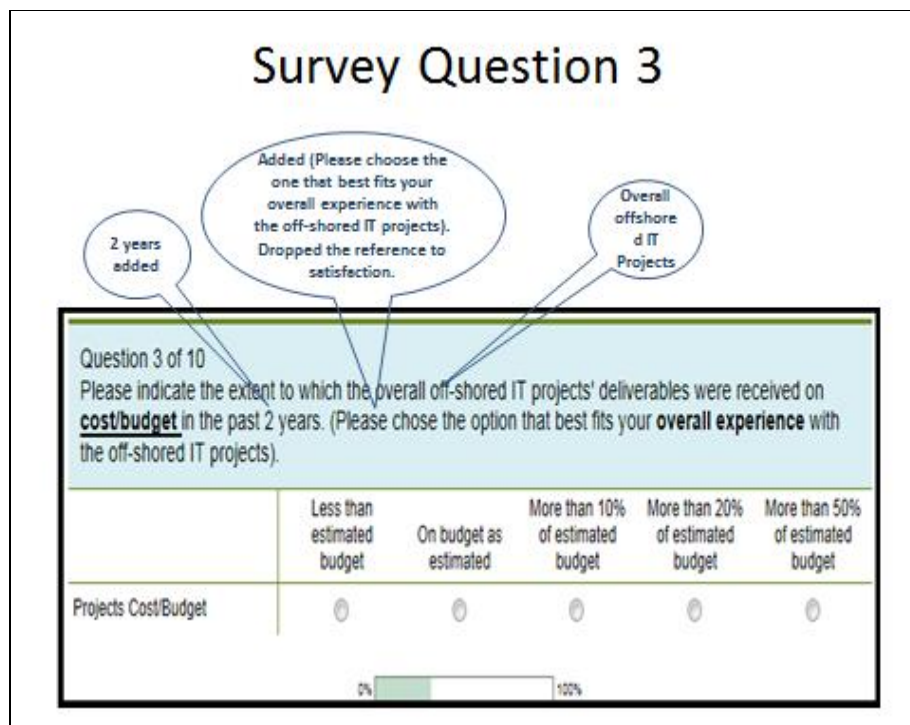 Survey Question 3
Added (Please choose the
one that best fits your
overall experience with
the off-shored IT projects).
Dropped the reference to
satisfaction.
2 years
added
Overall
offshore
d IT
Projects
Question 3 of 10
Please indicate the extent to which the overall off-shored IT projects' deliverables were received on
cost/budget in the past 2 years. (Please chose the option that best fits your overall experience with
the off-shored IT projects).
Less than
estimated
budget
On budget as
estimated
More than 10%
of estimated
budget
More than 20%
of estimated
budget
More than 50%
of estimated
budget
Projects Cost/Budget
0% 100%